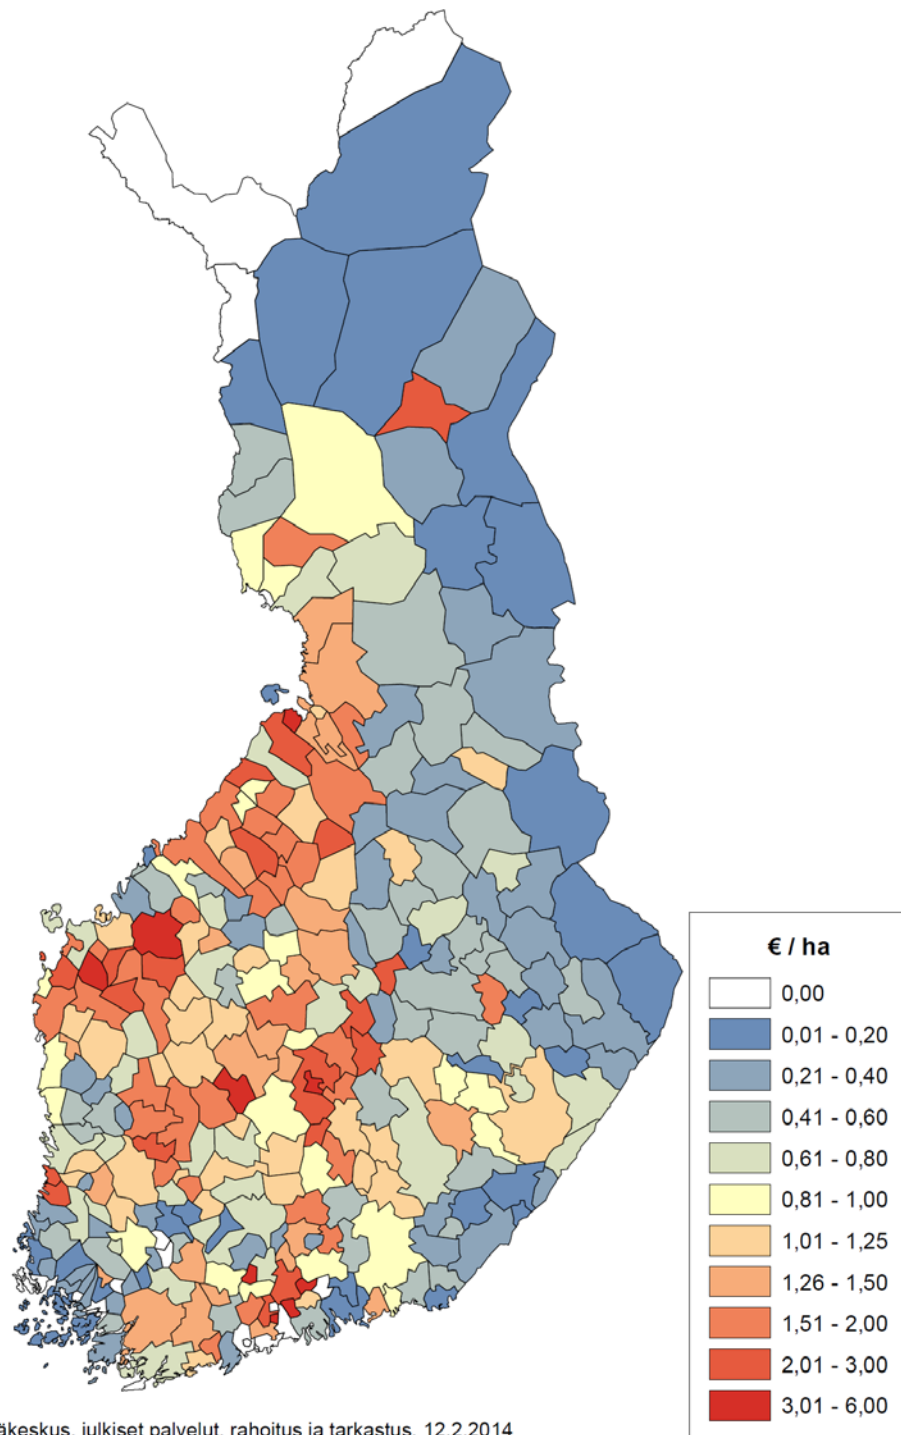 € / ha
0,00
0,01 - 0,20
0,21 - 0,40
0,41 - 0,60
0,61 - 0,80
0,81 - 1,00
1,01 - 1,25
1,26 - 1,50
1,51 - 2,00
2,01 - 3,00
3,01 - 6,00
äkeskus, julkiset palvelut, rahoitus ja tarkastus, 12.2.2014